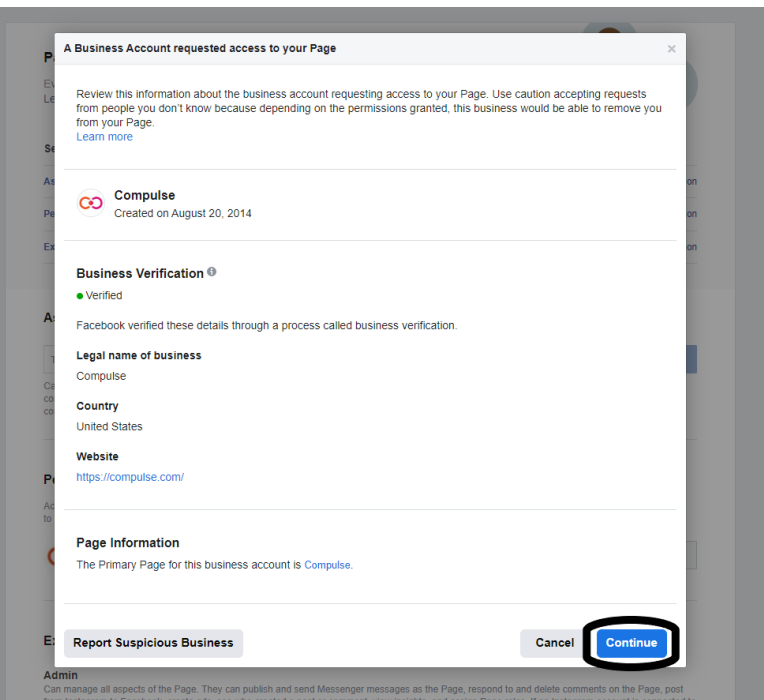 A Business Account requested access to your Page
Review this information about the business account requesting access to your Page. Use caution accepting requests
from people you don't know because depending on the permissions granted, this business would be able to remove you
from your Page.
Learn more
Compulse
Created on August 20, 2014
Business Verification
Verified
Facebook verified these details through a process called business verification.
Legal name of business
Compulse
Country
United States
Website
https://compulse.com/
Page Information
The Primary Page for this business account is Compulse.
Report Suspicious Business
Cancel
Continue
Admin
Can manage all aspects of the Page. They can publish and send Messenger messages as the Page, respond to and delete comments on the Page, post